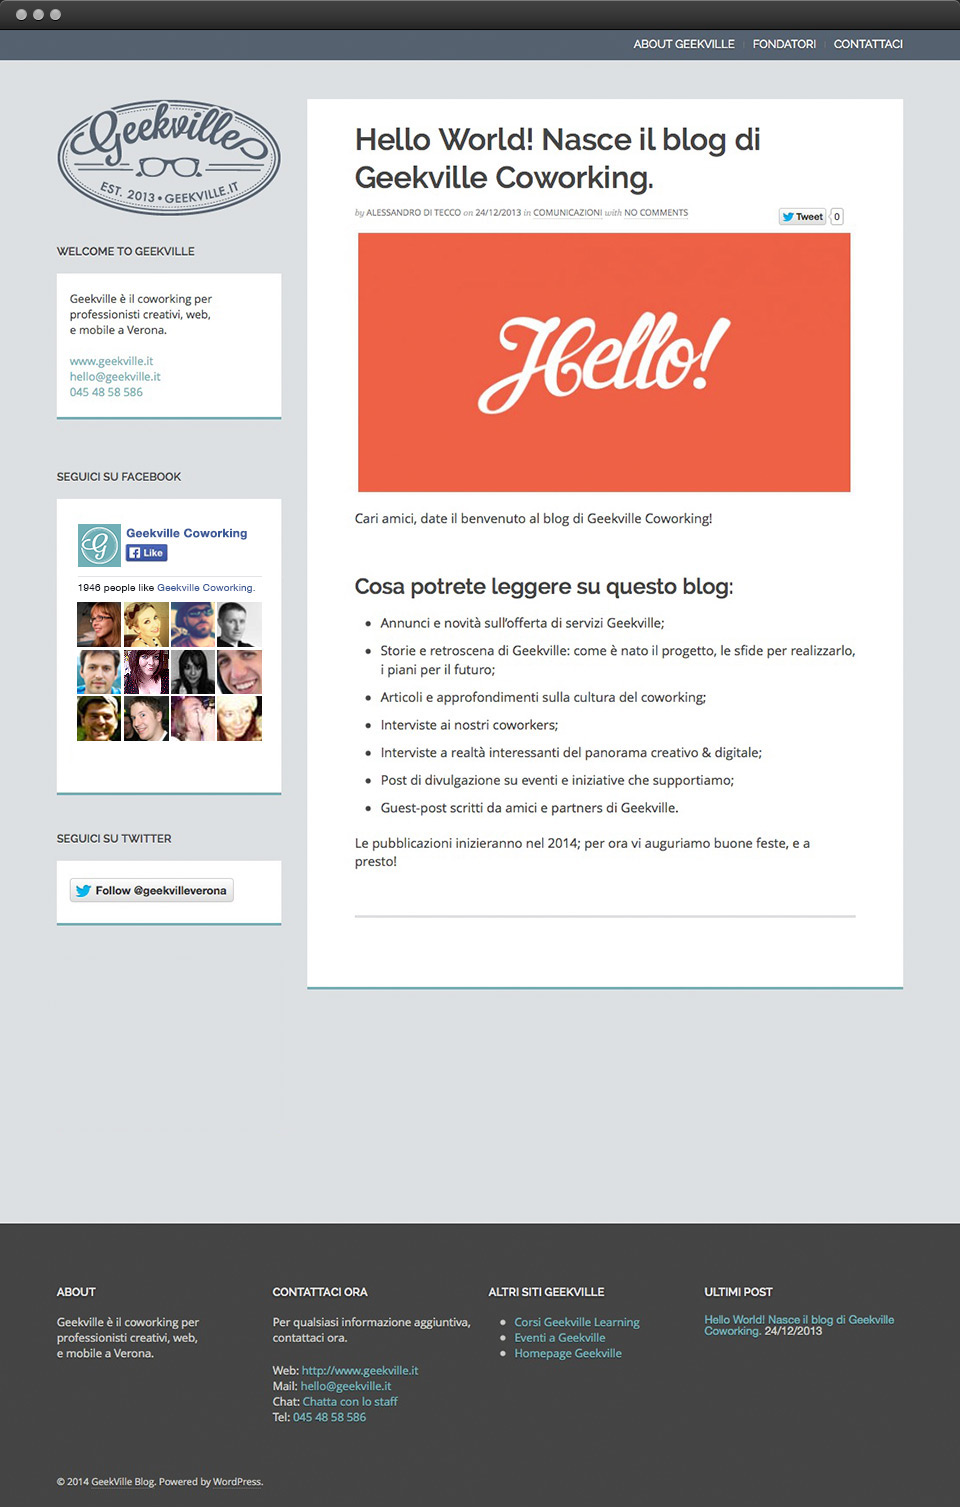 ABOUT GEEKVILLE | FONDATORI | CONTATTACI
Geekville
EST. 2013 • GEEKVILLE.IT
WELCOME TO GEEKVILLE
Geekville è il coworking per
professionisti creativi, web,
e mobile a Verona.
www.geekville.it
hello@geekville.it
045 48 58 586
SEGUICI SU FACEBOOK
G
Geekville Coworking
Like
1946 people like Geekville Coworking.
SEGUICI SU TWITTER
Follow @geekvilleverona
Hello World! Nasce il blog di
Geekville Coworking.
by ALESSANDRO DI TECCO on 24/12/2013 in COMUNICAZIONI with NO COMMENTS
Tweet 0
Hello!
Cari amici, date il benvenuto al blog di Geekville Coworking!
Cosa potrete leggere su questo blog:
• Annunci e novità sull'offerta di servizi Geekville;
• Storie e retroscena di Geekville: come è nato il progetto, le sfide per realizzarlo,
i piani per il futuro;
• Articoli e approfondimenti sulla cultura del coworking;
• Interviste ai nostri coworkers;
• Interviste a realtà interessanti del panorama creativo & digitale;
• Post di divulgazione su eventi e iniziative che supportiamo;
• Guest-post scritti da amici e partners di Geekville.
Le pubblicazioni inizieranno nel 2014; per ora vi auguriamo buone feste, e a
presto!
ABOUT
Geekville è il coworking per
professionisti creativi, web,
e mobile a Verona.
CONTATTACI ORA
Per qualsiasi informazione aggiuntiva,
contattaci ora.
Web: http://www.geekville.it
Mail: hello@geekville.it
Chat: Chatta con lo staff
Tel: 045 48 58 586
ALTRI SITI GEEKVILLE
• Corsi Geekville Learning
• Eventi a Geekville
• Homepage Geekville
ULTIMI POST
Hello World! Nasce il blog di Geekville
Coworking. 24/12/2013
© 2014 GeekVille Blog. Powered by WordPress.